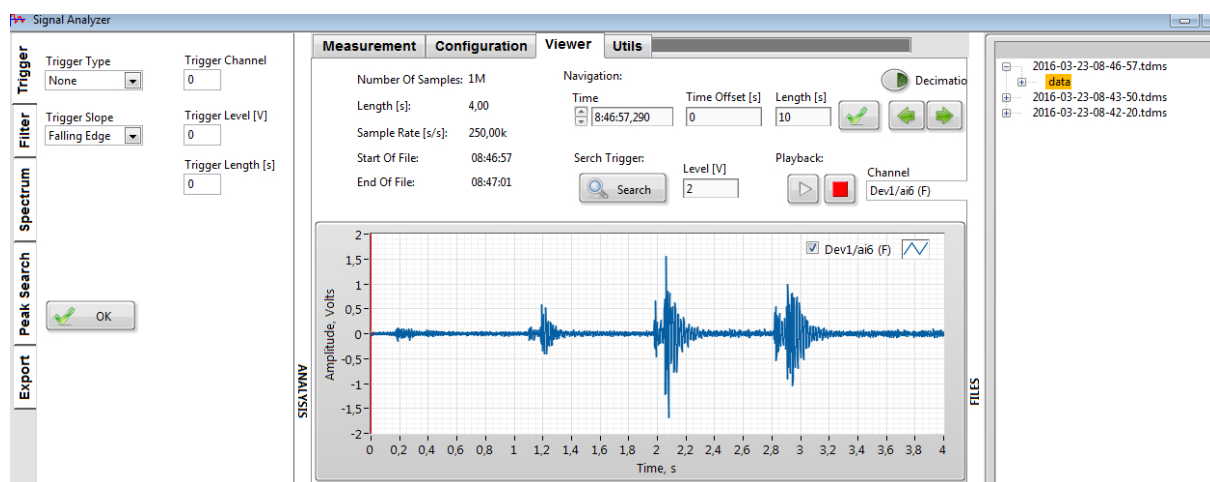 Signal Analyzer
Trigger
Filter
Spectrum
Peak Search
Export
Trigger Type
None
Trigger Channel
0
Trigger Slope
Falling Edge
Trigger Level [V]
0
Trigger Length [s]
0
OK
ANALYSIS
Measurement Configuration Viewer Utils
Number Of Samples: 1M
Length [s]: 4,00
Sample Rate [s/s]: 250,00k
Start Of File: 08:46:57
End Of File: 08:47:01
Navigation:
Time
8:46:57,290
Time Offset [s]
0
Length [s]
10
Decimatio
Serch Trigger:
Search
Level [V]
2
Playback:
Channel
Dev1/ai6 (F)
Dev1/ai6 (F)
Amplitude, Volts
2
1,5
1
0,5
0
-0,5
-1
-1,5
-2
0 0,2 0,4 0,6 0,8 1 1,2 1,4 1,6 1,8 2 2,2 2,4 2,6 2,8 3 3,2 3,4 3,6 3,8 4
Time, s
FILES
2016-03-23-08-46-57.tdms
data
2016-03-23-08-43-50.tdms
2016-03-23-08-42-20.tdms